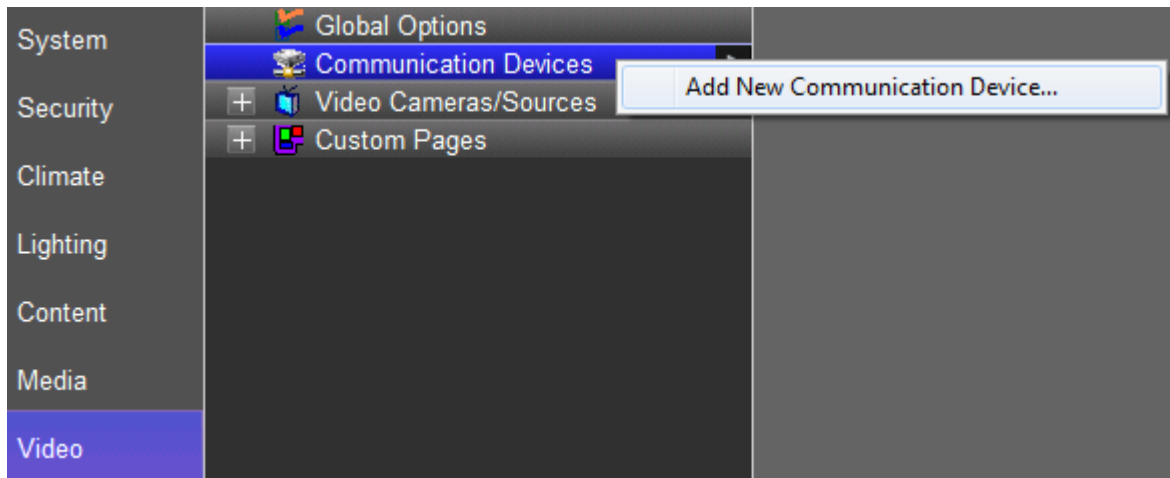 System
Security
Climate
Lighting
Content
Media
Video
Global Options
Communication Devices
Add New Communication Device...
Video Cameras/Sources
Custom Pages